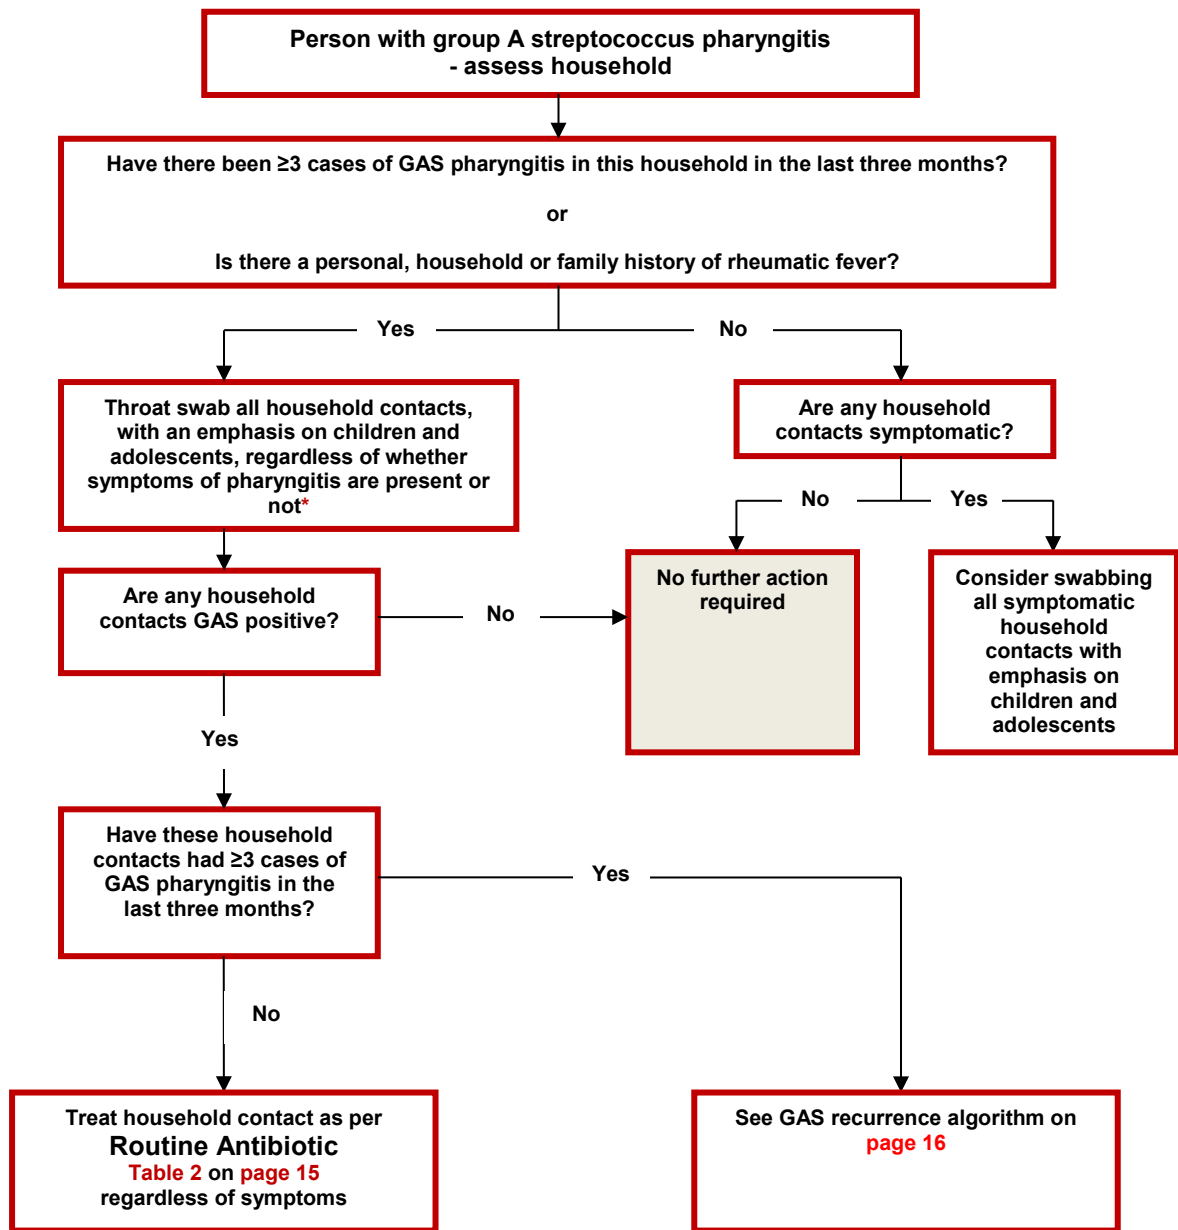 Person with group A streptococcus pharyngitis
- assess household
Have there been ≥3 cases of GAS pharyngitis in this household in the last three months?
or
Is there a personal, household or family history of rheumatic fever?
Yes
No
Throat swab all household contacts,
with an emphasis on children and
adolescents, regardless of whether
symptoms of pharyngitis are present or
not*
Are any household
contacts symptomatic?
No
Yes
Are any household
contacts GAS positive?
No
No further action
required
Consider swabbing
all symptomatic
household
contacts with
emphasis on
children and
adolescents
Yes
Have these household
contacts had ≥3 cases of
GAS pharyngitis in the
last three months?
Yes
No
Treat household contact as per
Routine Antibiotic
Table 2 on page 15
regardless of symptoms
See GAS recurrence algorithm on
page 16